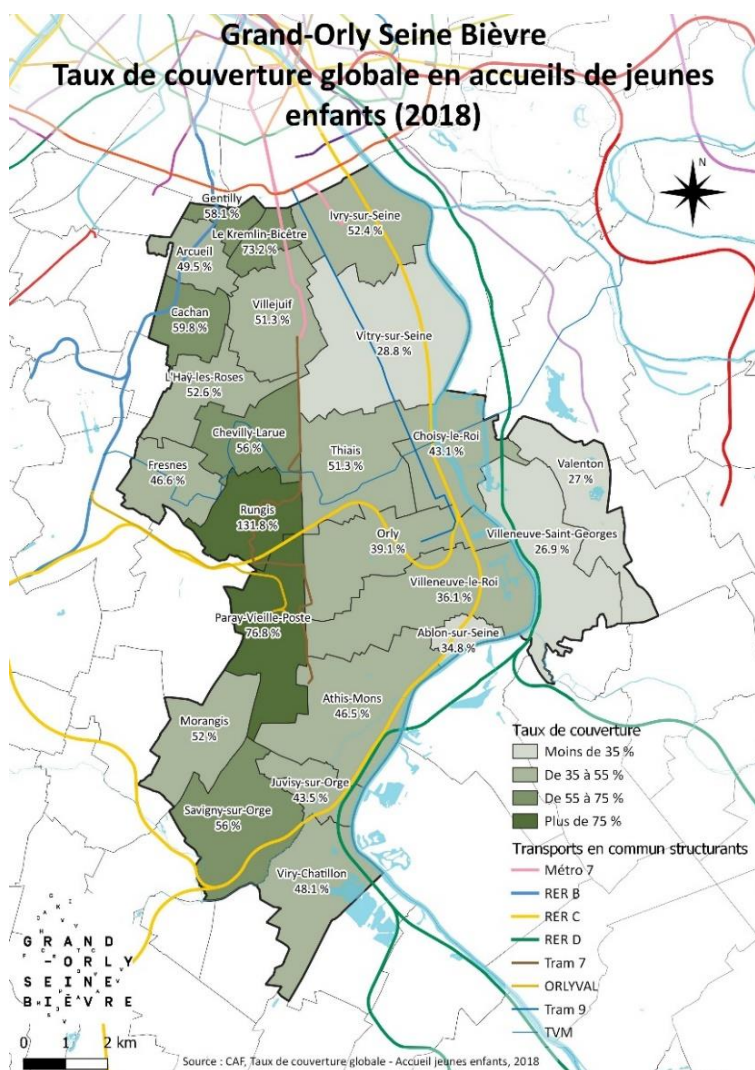 Grand-Orly Seine Bièvre
Taux de couverture globale en accueils de jeunes
enfants (2018)
N
Gentilly
58.1 %
Le Kremlin-Bicêtre
73.2 %
Ivry-sur-Seine
52.4 %
Arcueil
49.5 %
Cachan
59.8 %
Villejuif
51.3 %
Vitry-sur-Seine
28.8 %
L'Haÿ-les-Roses
52.6 %
Chevilly-Larue
56 %
Thiais
51.3 %
Choisy-le-Roi
43.1 %
Fresnes
46.6 %
Valenton
27 %
Rungis
131.8 %
Orly
39.1 %
Villeneuve-Saint-Georges
26.9 %
Villeneuve-le-Roi
36.1 %
Paray-Vieille-Poste
76.8 %
Ablon-sur-Seine
34.8 %
Athis-Mons
46.5 %
Morangis
52 %
Juvisy-sur-Orge
43.5 %
Savigny-sur-Orge
56 %
Viry-Chatillon
48.1 %
Taux de couverture
Moins de 35 %
De 35 à 55 %
De 55 à 75 %
Plus de 75 %
Transports en commun structurants
Métro 7
RER B
RER C
RER D
Tram 7
ORLYVAL
Tram 9
TVM
GRAND
-ORLY
SEINE
BIÈVRE
0 1 2 km
Source : CAF, Taux de couverture globale - Accueil jeunes enfants, 2018